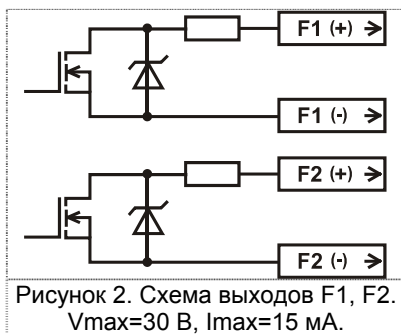 F1 (+) →
F1 (-) →
F2 (+) →
F2 (-) →
Рисунок 2. Схема выходов F1, F2.
Vmax=30 В, Imax=15 мА.